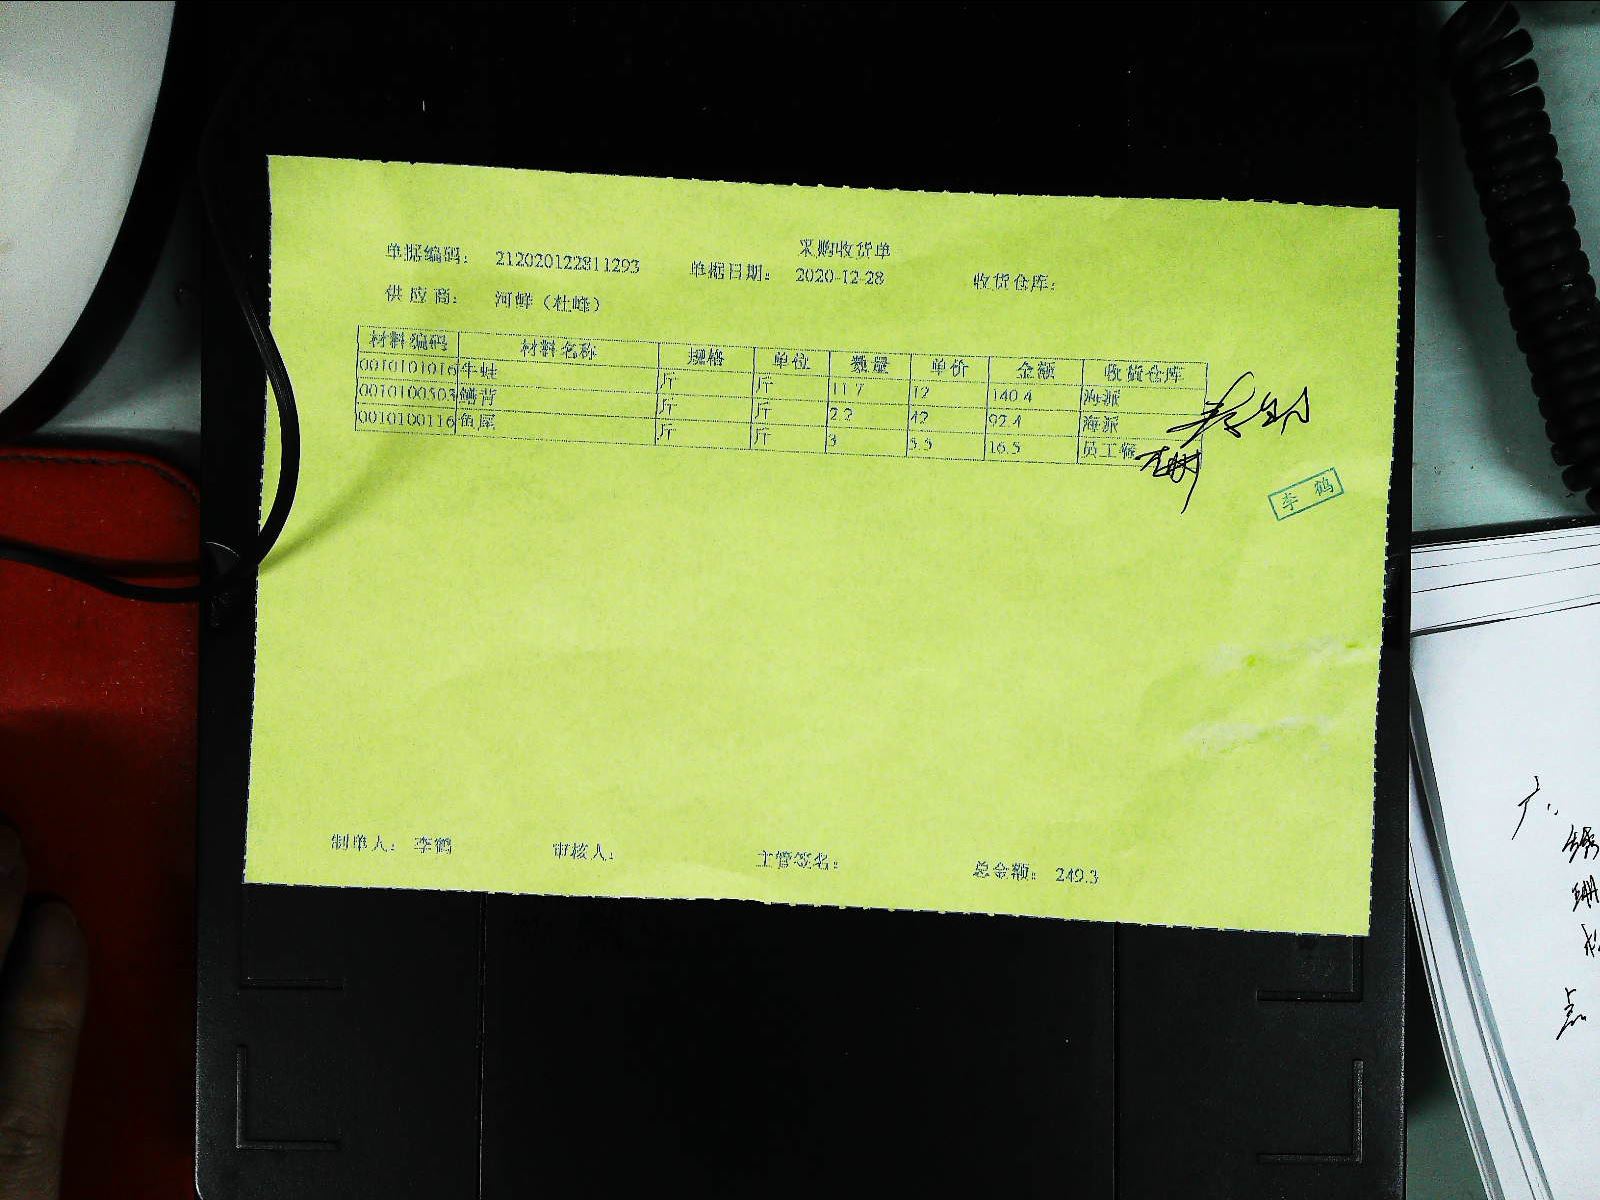 采购收货单
单据编码： 212020122811293 单据日期： 2020-12-28 收货仓库：
供应商： 河鲜（杜峰）
材料编码 材料名称 规格 单位 数量 单价 金额 收货仓库
0010101016 牛蛙 斤 斤 11.7 12 140.4 海派
0010100503 鳝背 斤 斤 2.2 42 92.4 海派
0010100116 鱼尾 斤 斤 3 5.5 16.5 员工餐
李鹤
制单人： 李鹤 审核人： 主管签名： 总金额： 249.3